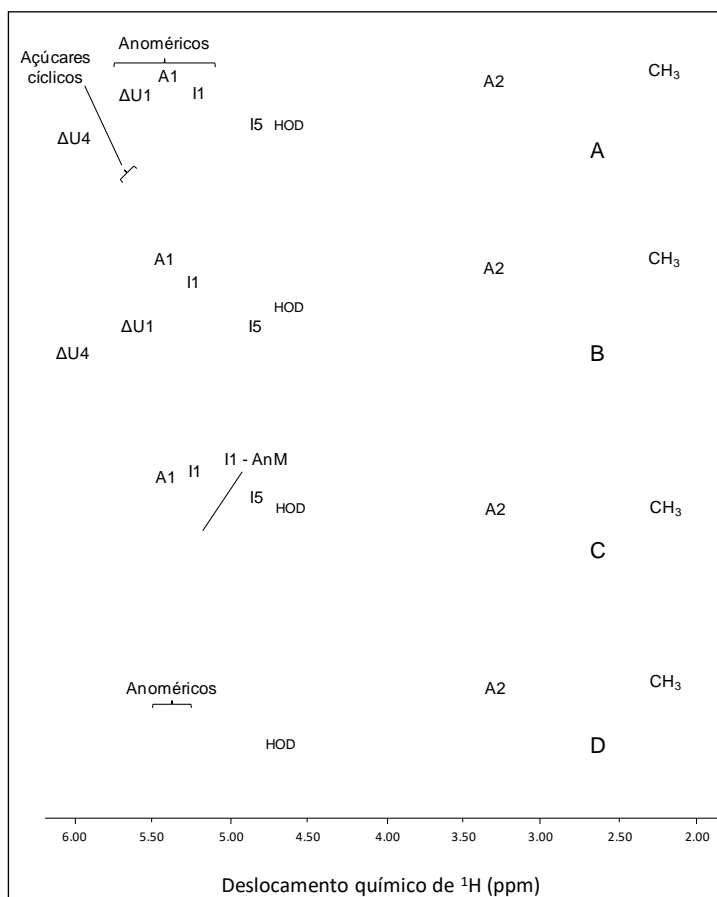 Anoméricos
Açúcares
cíclicos
ΔU4
ΔU1
A1
I1
I5
HOD
A2
CH₃
A
ΔU4
ΔU1
A1
I1
I5
HOD
A2
CH₃
B
A1
I1
I1 - AnM
I5
HOD
A2
CH₃
C
Anoméricos
HOD
A2
CH₃
D
6.00 5.50 5.00 4.50 4.00 3.50 3.00 2.50 2.00
Deslocamento químico de ¹H (ppm)